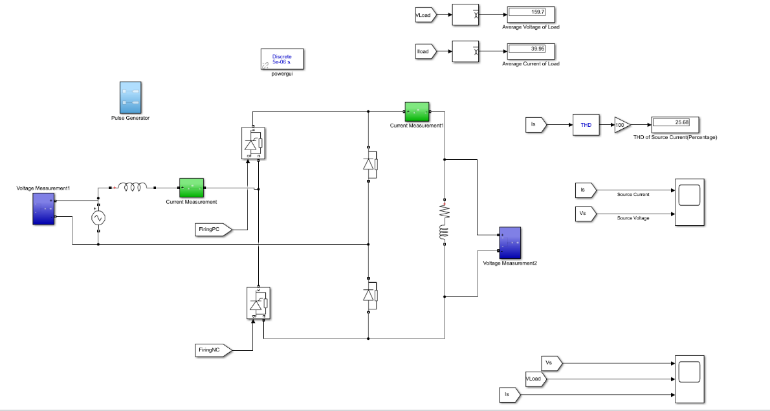 VLoad
159.7
Average Voltage of Load
Iload
39.95
Average Current of Load
Discrete
5e-06 s
powergui
Pulse Generator
Current Measurement1
Is
THD
100
25.68
THD of Source Current(Percentage)
Voltage Measurement1
Current Measurement
Is
Source Current
Vs
Source Voltage
FiringPC
Voltage Measurement2
FiringNC
Vs
VLoad
Is